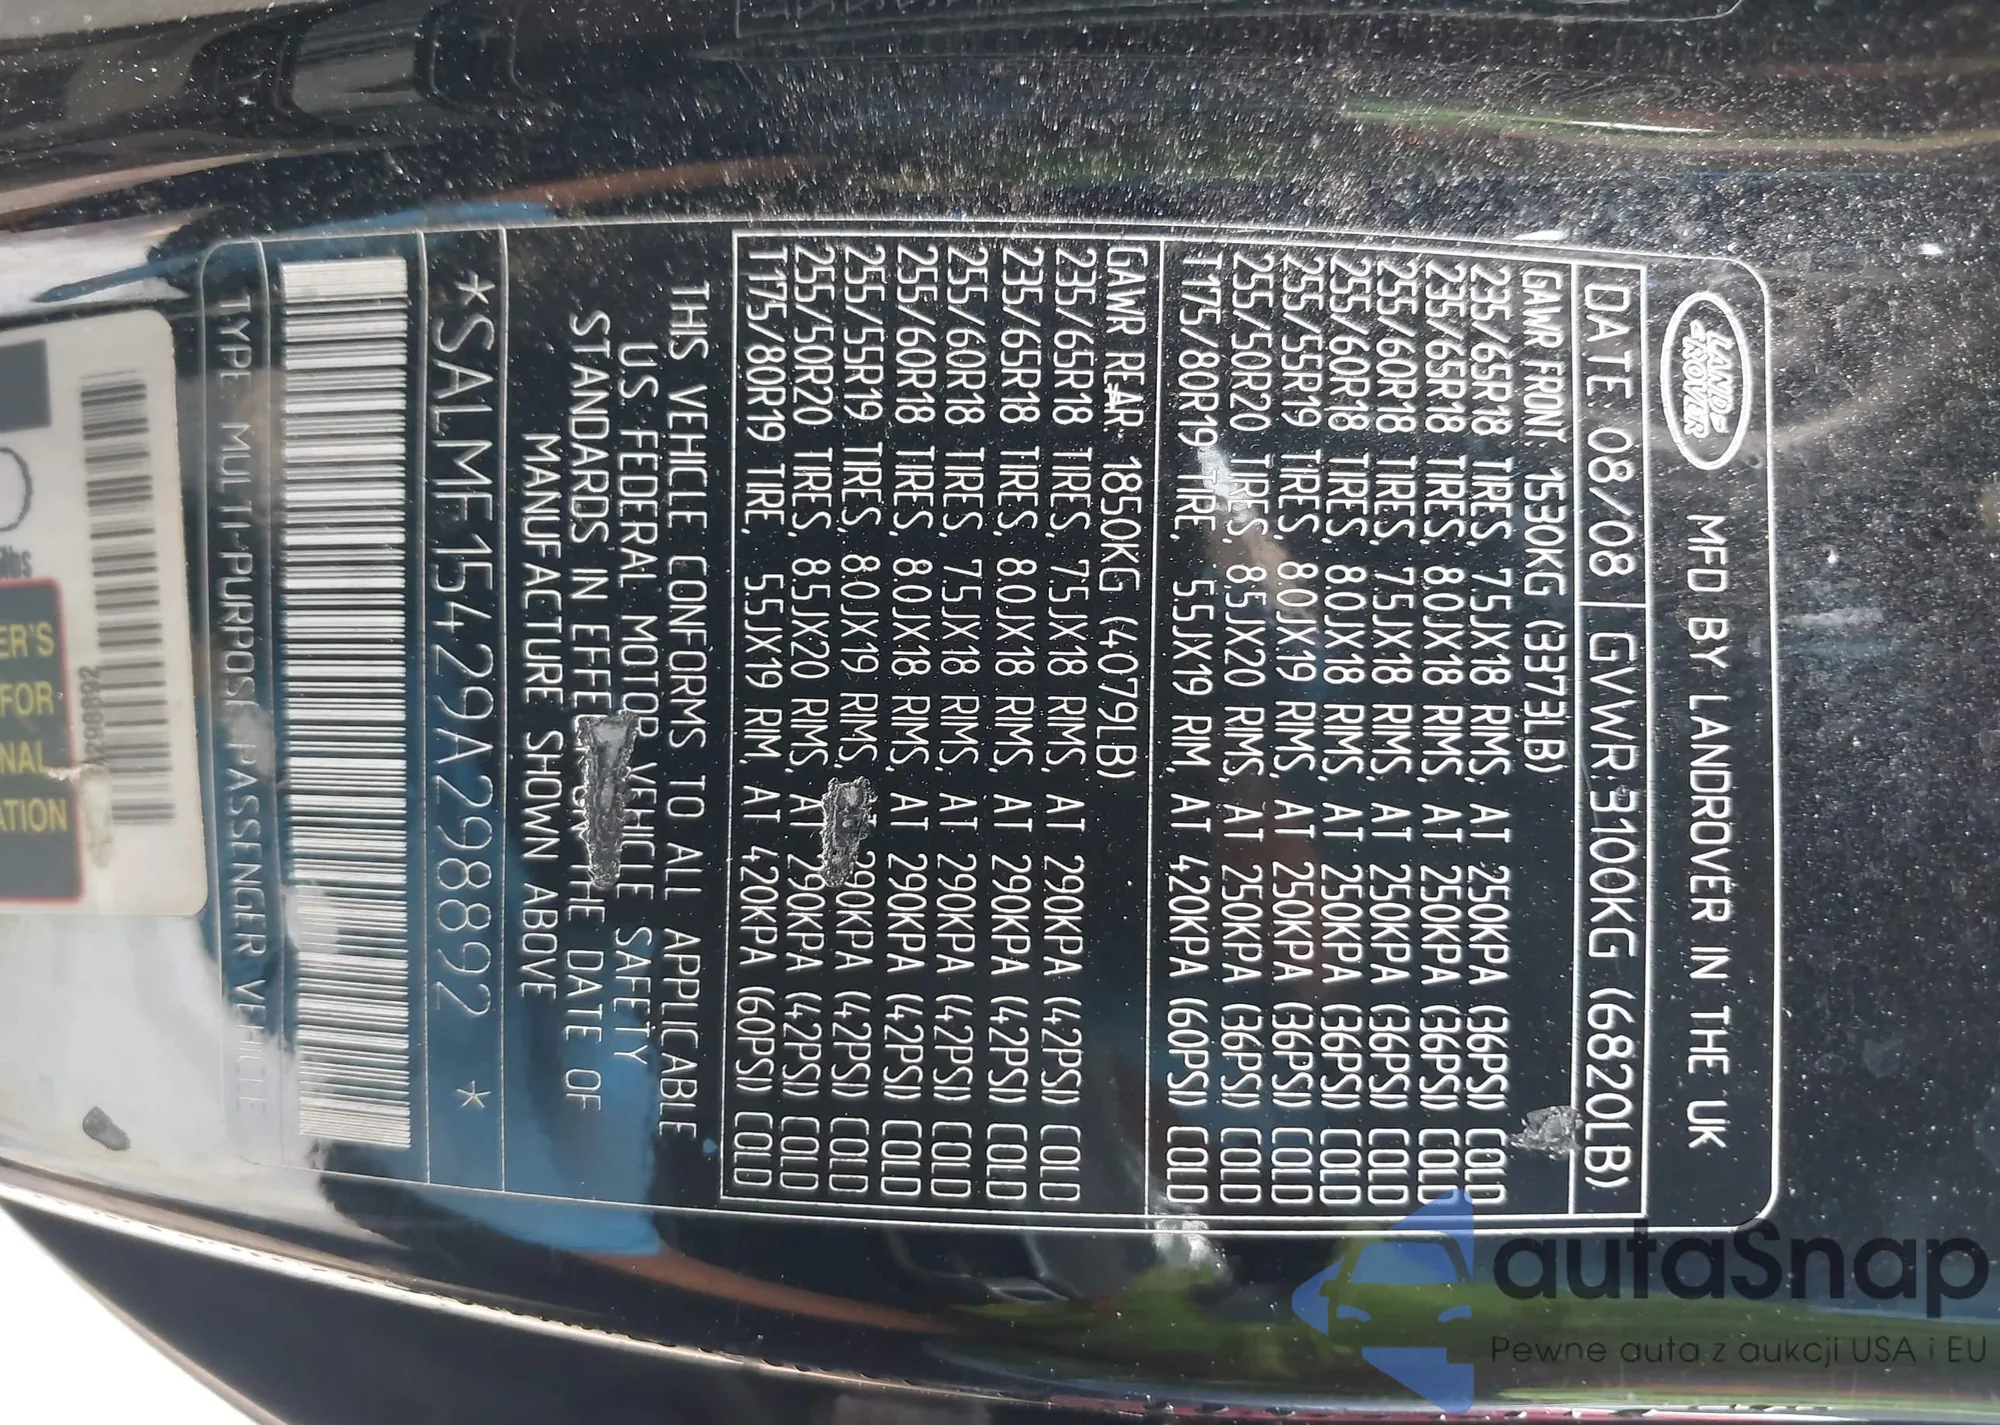 LAND-
ROVER
MFD BY LANDROVER IN THE UK
DATE 08/08 GVWR:3100KG (6820LB)
GAWR FRONT 1530KG (3373LB)
235/65R18 TIRES, 7.5JX18 RIMS, AT 250KPA (36PSI) COLD
235/65R18 TIRES, 8.0JX18 RIMS, AT 250KPA (36PSI) COLD
255/60R18 TIRES, 7.5JX18 RIMS, AT 250KPA (36PSI) COLD
255/60R18 TIRES, 8.0JX18 RIMS, AT 250KPA (36PSI) COLD
255/55R19 TIRES, 8.0JX19 RIMS, AT 250KPA (36PSI) COLD
255/50R20 TIRES, 8.5JX20 RIMS, AT 250KPA (36PSI) COLD
T175/80R19 TIRE, 5.5JX19 RIM, AT 420KPA (60PSI) COLD
GAWR REAR 1850KG (4079LB)
235/65R18 TIRES, 7.5JX18 RIMS, AT 290KPA (42PSI) COLD
235/65R18 TIRES, 8.0JX18 RIMS, AT 290KPA (42PSI) COLD
255/60R18 TIRES, 7.5JX18 RIMS, AT 290KPA (42PSI) COLD
255/60R18 TIRES, 8.0JX18 RIMS, AT 290KPA (42PSI) COLD
255/55R19 TIRES, 8.0JX19 RIMS, 290KPA (42PSI) COLD
255/50R20 TIRES, 8.5JX20 RIMS, AT 290KPA (42PSI) COLD
T175/80R19 TIRE, 5.5JX19 RIM, AT 420KPA (60PSI) COLD
THIS VEHICLE CONFORMS TO ALL APPLICABLE
US FEDERAL MOTOR VEHICLE SAFETY
STANDARDS IN THE DATE OF
MANUFACTURE SHOWN ABOVE
*SALMF15429A298892 *
TYPE MULTI-PURPOSE PASSENGER VEHICLE
ER'S
FOR
NAL
ATION
autaSnap
Pewne auta z aukcji USA i EU